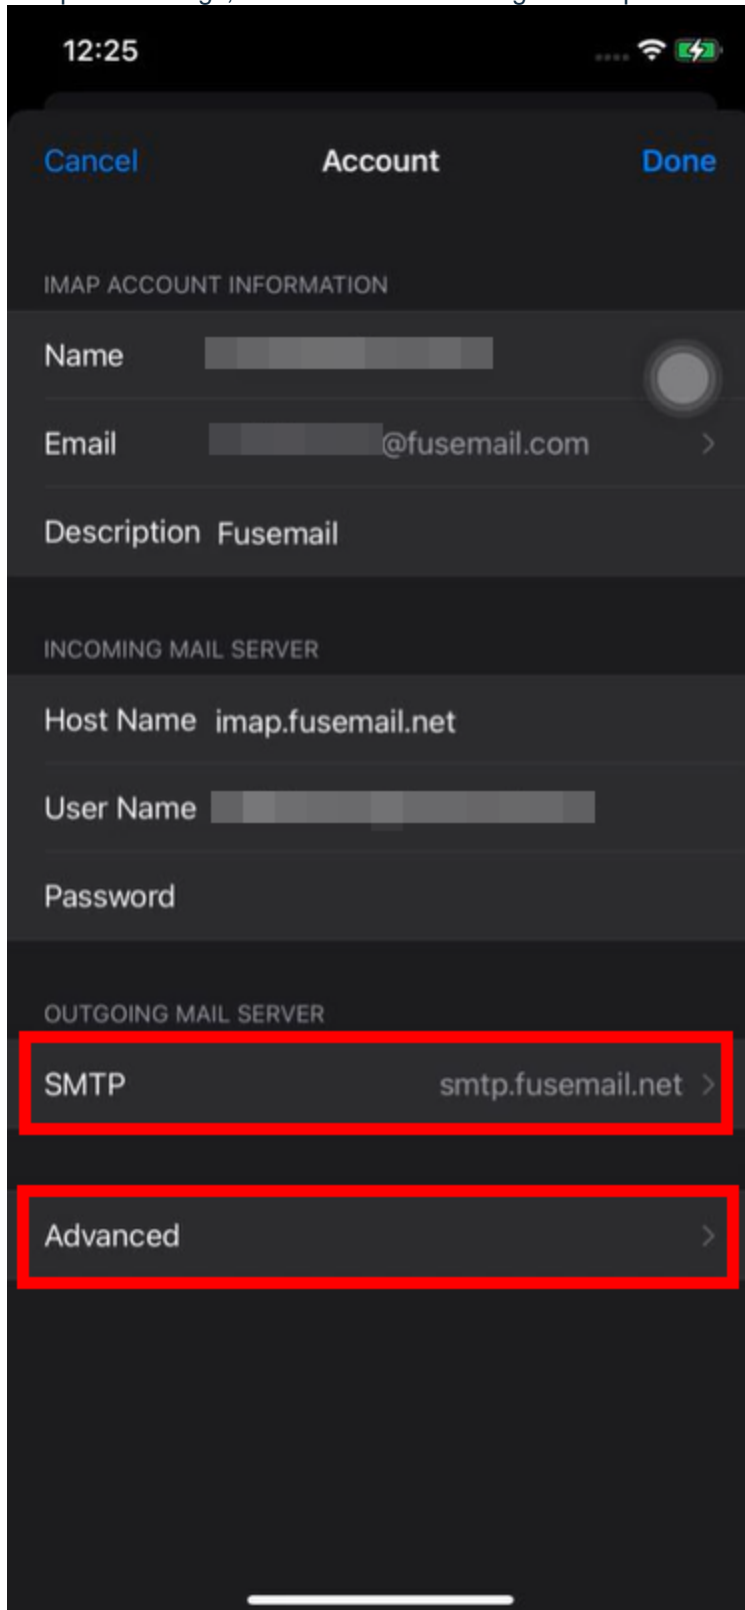 12:25
Cancel Account Done
IMAP ACCOUNT INFORMATION
Name
Email @fusemail.com
Description Fusemail
INCOMING MAIL SERVER
Host Name imap.fusemail.net
User Name
Password
OUTGOING MAIL SERVER
SMTP smtp.fusemail.net
Advanced